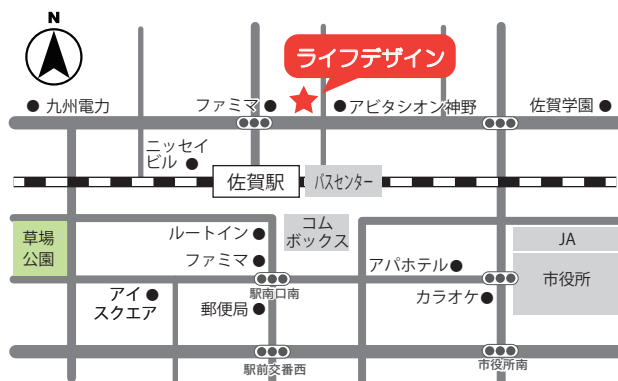 N
ライフデザイン
九州電力
ファミマ
アビタシオン神野
佐賀学園
ニッセイ
ビル
佐賀駅
バスセンター
草場
公園
ルートイン
ファミマ
コム
ボックス
JA
アパホテル
市役所
駅南口南
アイ
スクエア
郵便局
カラオケ
駅前交番西
市役所南